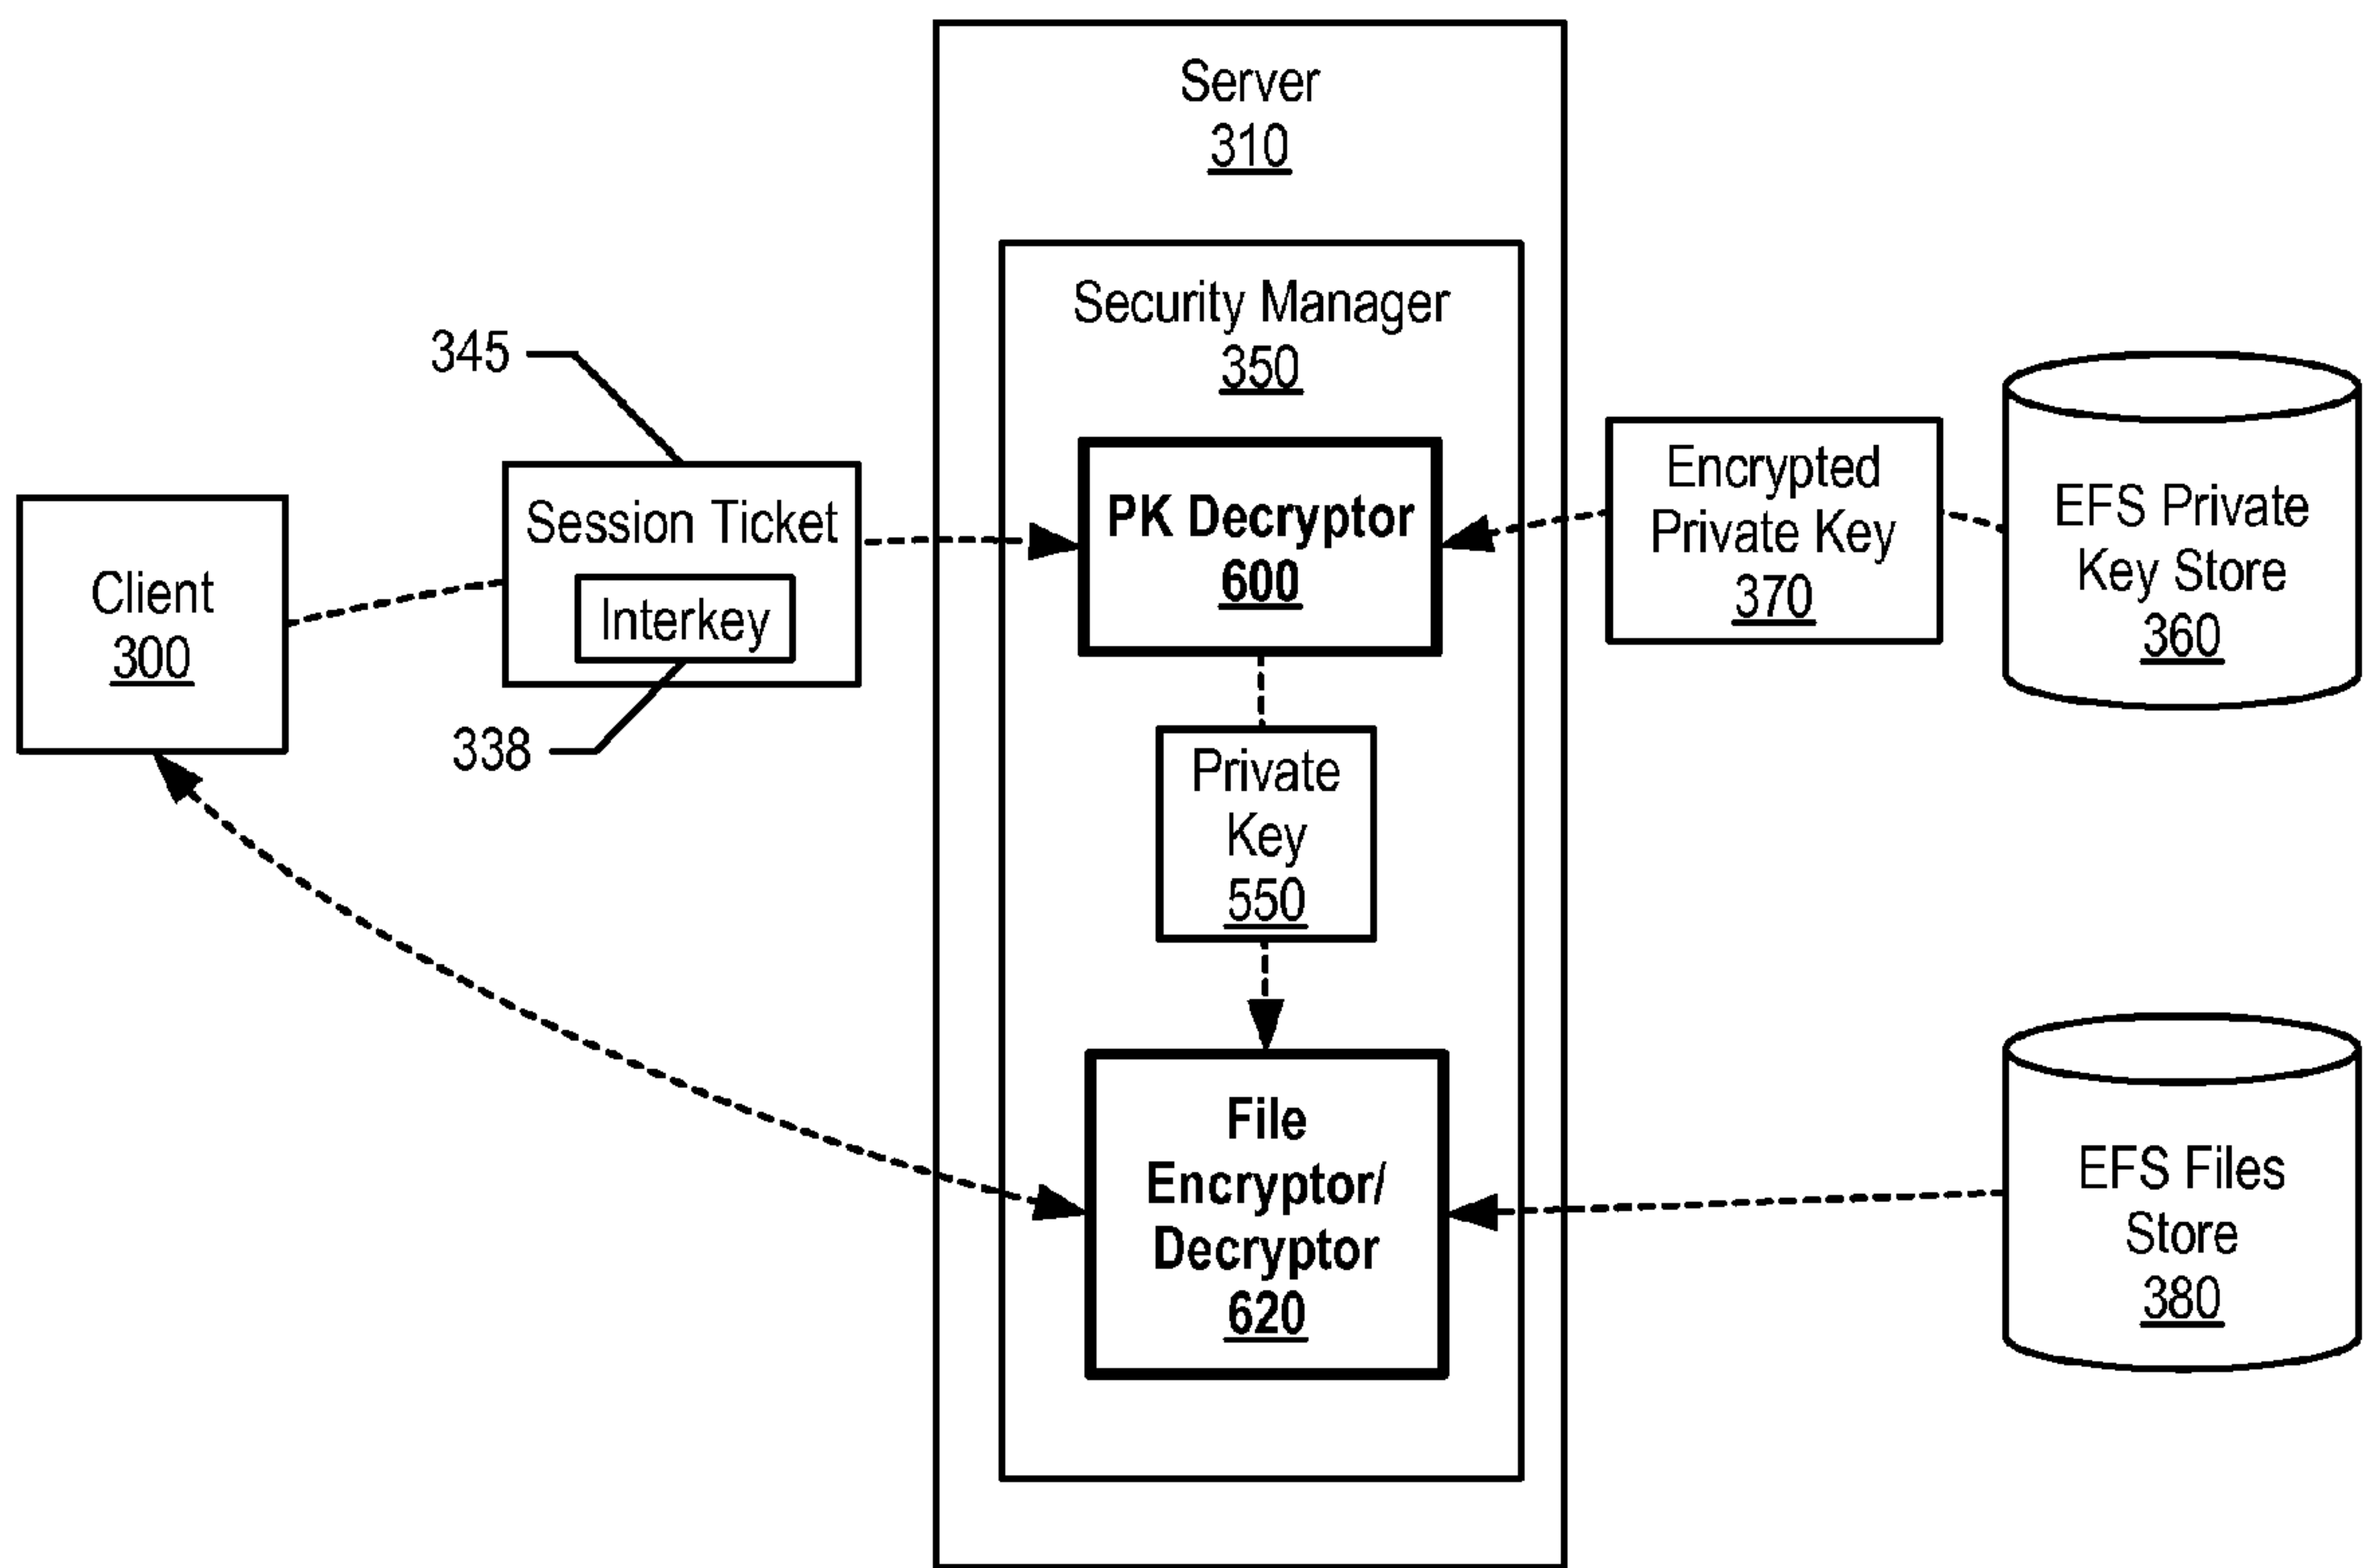 Server
310
Security Manager
350
345
Session Ticket
Interkey
338
Client
300
PK Decryptor
600
Encrypted
Private Key
370
EFS Private
Key Store
360
Private
Key
550
File
Encryptor/
Decryptor
620
EFS Files
Store
380